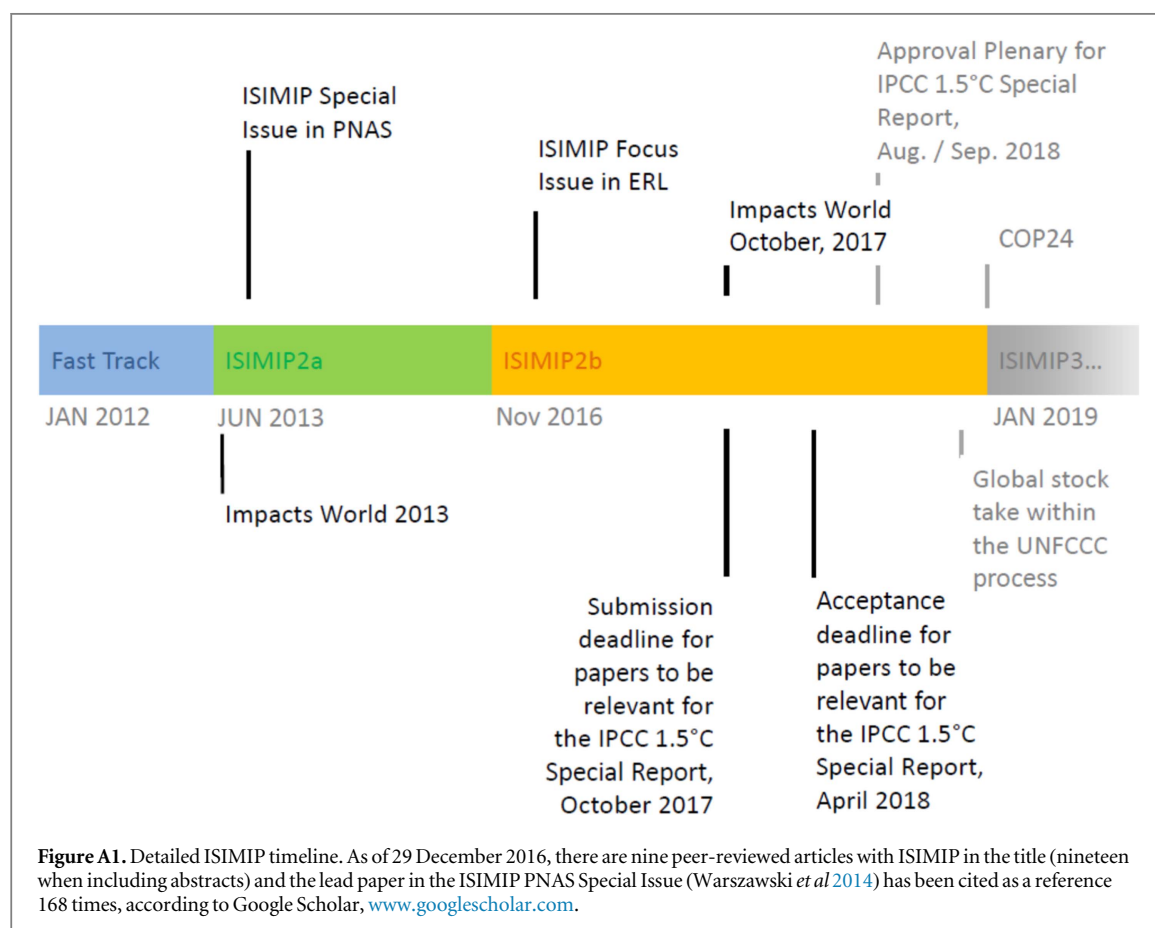 Approval Plenary for
IPCC 1.5°C Special
Report,
Aug. / Sep. 2018
ISIMIP Special
Issue in PNAS
ISIMIP Focus
Issue in ERL
Impacts World
October, 2017
COP24
Fast Track
ISIMIP2a
ISIMIP2b
ISIMIP3...
JAN 2012
JUN 2013
Nov 2016
JAN 2019
Impacts World 2013
Global stock
take within
the UNFCCC
process
Submission
deadline for
papers to be
relevant for
the IPCC 1.5°C
Special Report,
October 2017
Acceptance
deadline for
papers to be
relevant for
the IPCC 1.5°C
Special Report,
April 2018
Figure A1. Detailed ISIMIP timeline. As of 29 December 2016, there are nine peer-reviewed articles with ISIMIP in the title (nineteen
when including abstracts) and the lead paper in the ISIMIP PNAS Special Issue (Warszawski et al 2014) has been cited as a reference
168 times, according to Google Scholar, www.googlescholar.com.